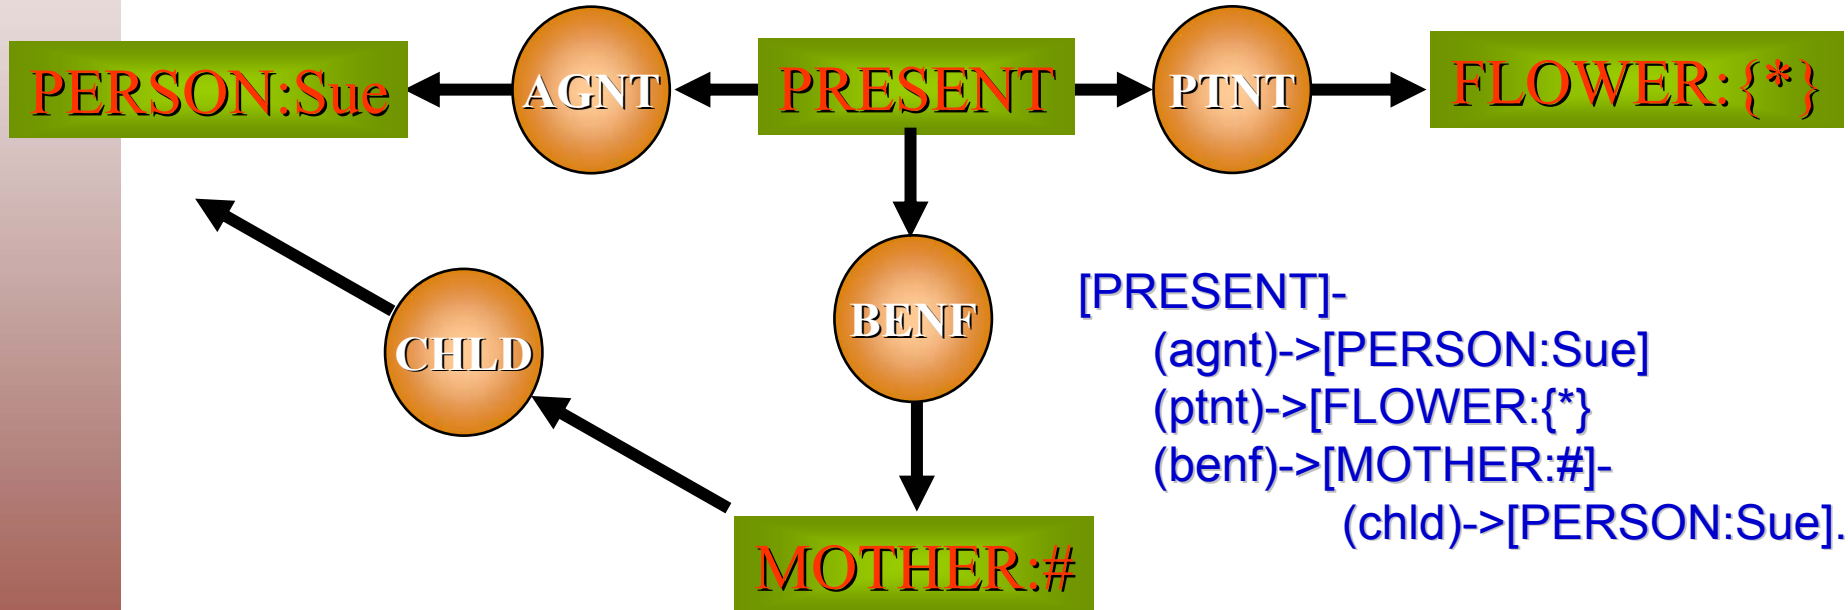 PERSON:Sue
AGNT
PRESENT
PTNT
FLOWER:{*}
CHLD
BENF
MOTHER:#
[PRESENT]-
(agnt)->[PERSON:Sue]
(ptnt)->[FLOWER:{*}
(benf)->[MOTHER:#]-
(chld)->[PERSON:Sue].